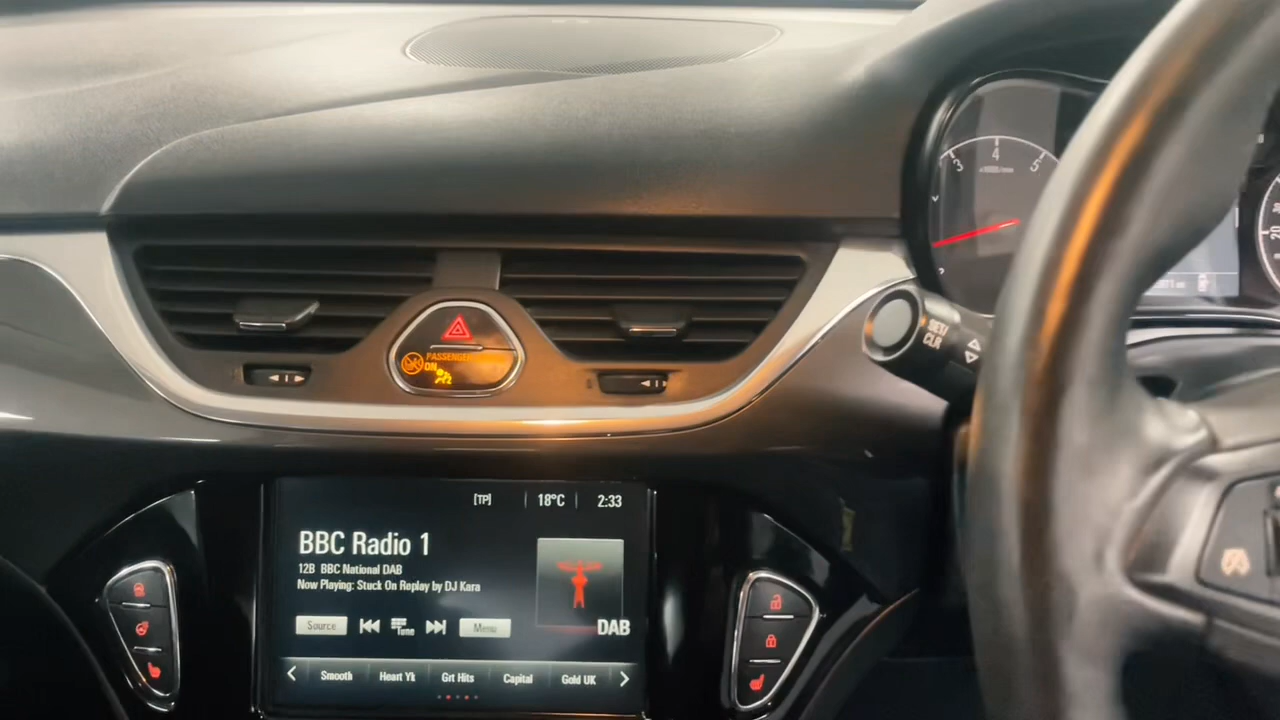 3 4 5
SET/
CLR
PASSENGER
ON
[TP] 18°C 2:33
BBC Radio 1
12B BBC National DAB
Now Playing: Stuck On Replay by DJ Kara
Source Tune Menu
DAB
Smooth Heart Yk Grt Hits Capital Gold UK